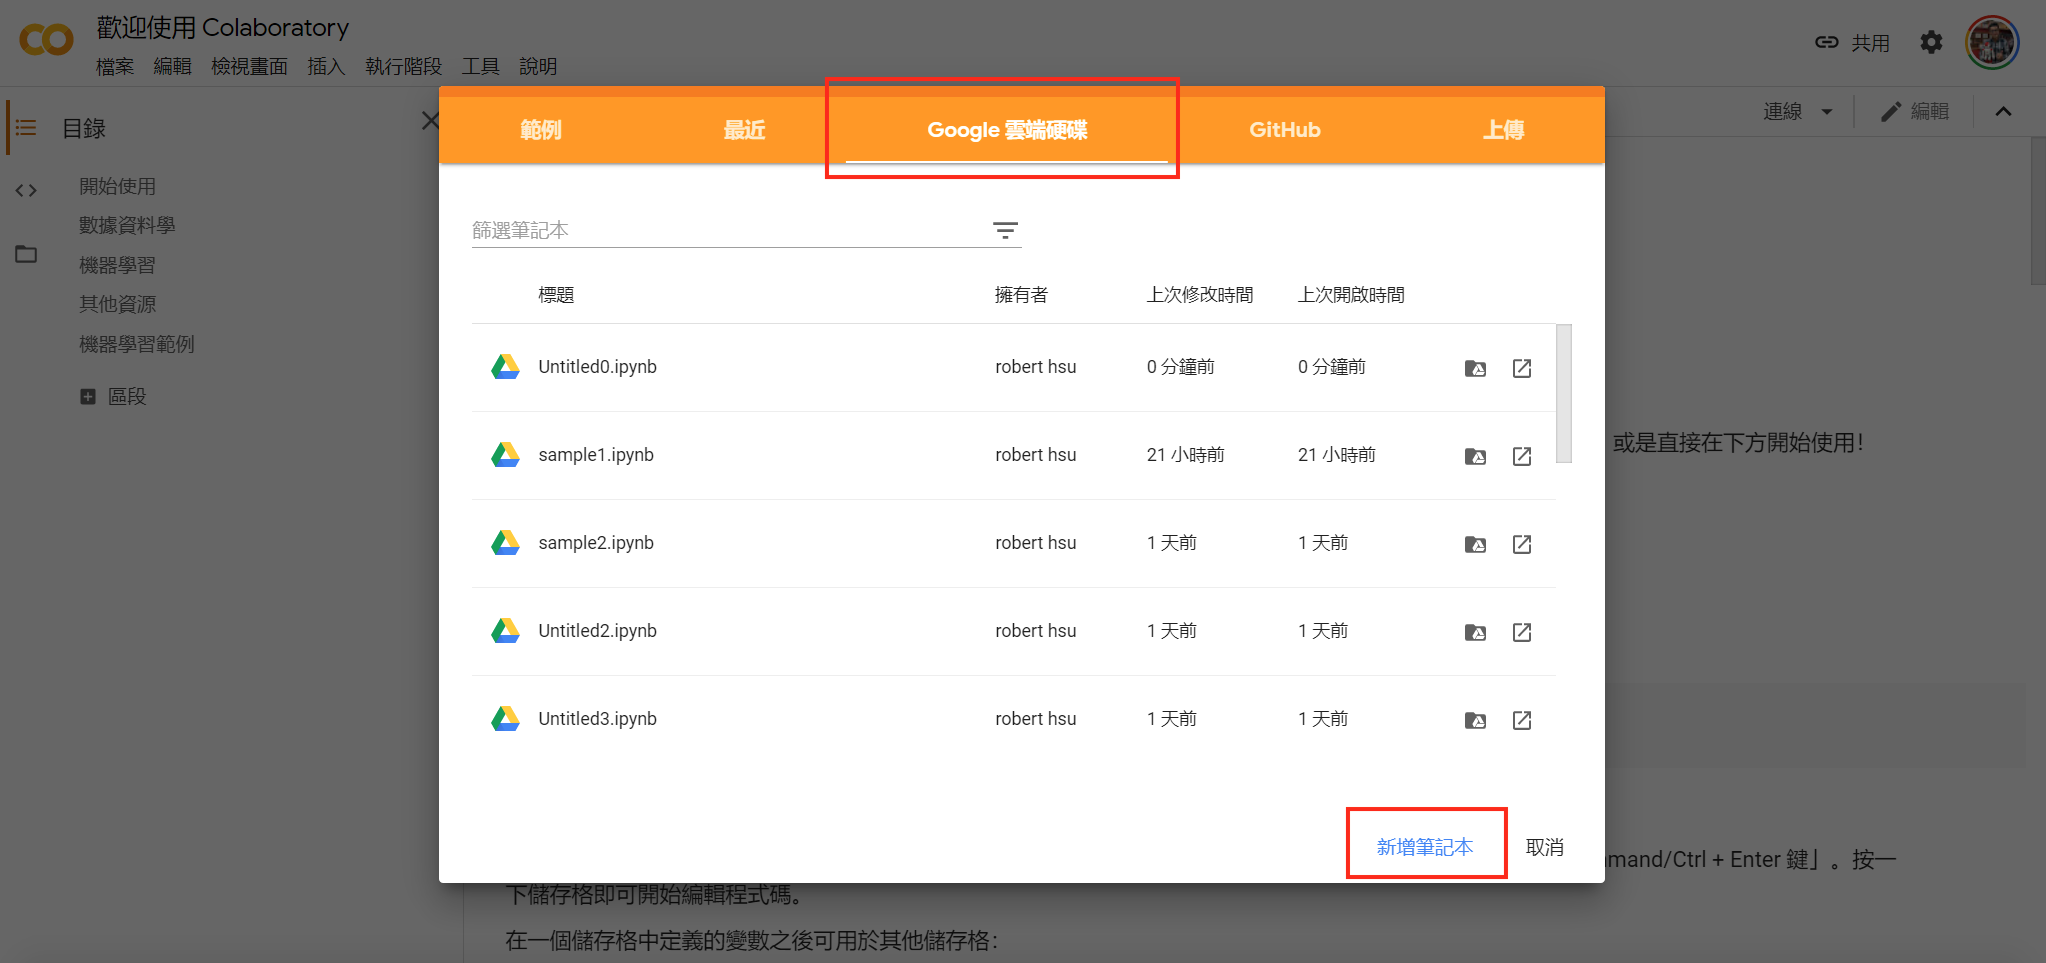 歡迎使用 Colaboratory
檔案 編輯 檢視畫面 插入 執行階段 工具 說明
共用
目錄
開始使用
數據資料學
機器學習
其他資源
機器學習範例
區段
連線 編輯
範例 最近 Google 雲端硬碟 GitHub 上傳
篩選筆記本
標題 擁有者 上次修改時間 上次開啟時間
Untitled0.ipynb robert hsu 0 分鐘前 0 分鐘前
sample1.ipynb robert hsu 21 小時前 21 小時前
sample2.ipynb robert hsu 1 天前 1 天前
Untitled2.ipynb robert hsu 1 天前 1 天前
Untitled3.ipynb robert hsu 1 天前 1 天前
新增筆記本 取消
或是直接在下方開始使用！
mand/Ctrl + Enter 鍵」。按一
下儲存格即可開始編輯程式碼。
在一個儲存格中定義的變數之後可用於其他儲存格：